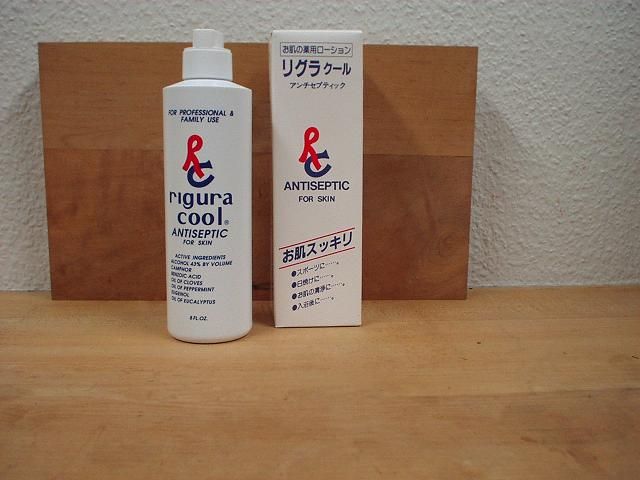 FOR PROFESSIONAL &
FAMILY USE
RC
rigura
cool®
ANTISEPTIC
FOR SKIN
ACTIVE INGREDIENTS
ALCOHOL 43% BY VOLUME
CAMPHOR
BENZOIC ACID
OIL OF CLOVES
OIL OF PEPPERMINT
EUGENOL
OIL OF EUCALYPTUS
8 FL.OZ.
お肌の薬用ローション
リグラ クール
アンチセプティック
RC
ANTISEPTIC
FOR SKIN
お肌スッキリ
●スポーツに……。
●日焼けに……。
●お肌の清浄に……。
●入浴後に……。